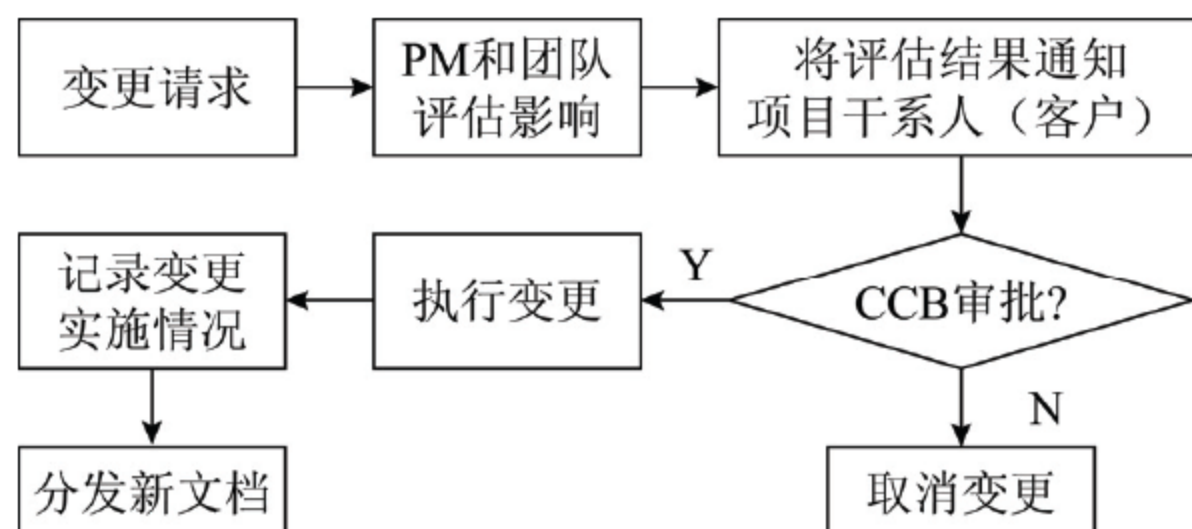 变更请求
PM和团队
评估影响
将评估结果通知
项目干系人（客户）
CCB审批?
Y
执行变更
记录变更
实施情况
分发新文档
N
取消变更